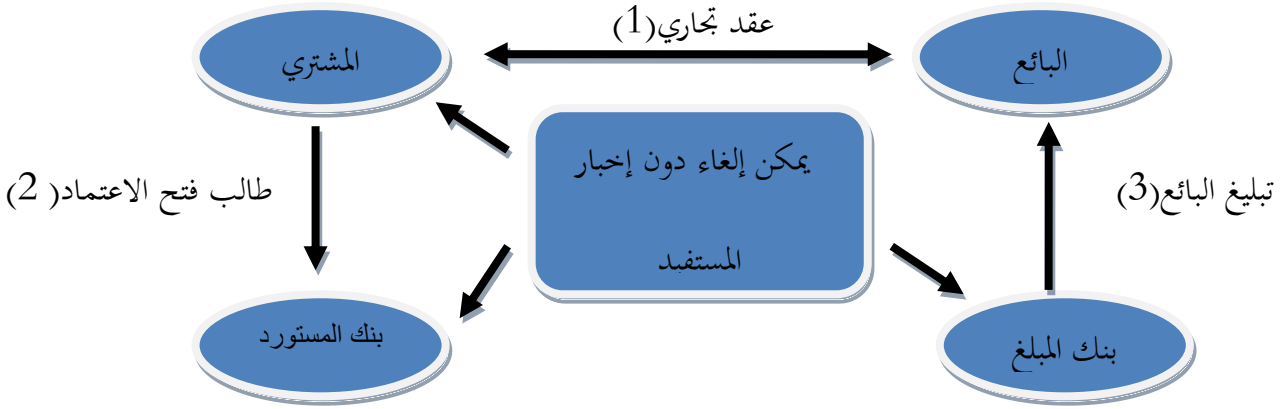 عقد تجاري(1)
البائع
المشتري
يمكن إلغاء دون إخبار
المستفيد
تبليغ البائع(3)
طالب فتح الاعتماد( 2)
بنك المبلغ
بنك المستورد